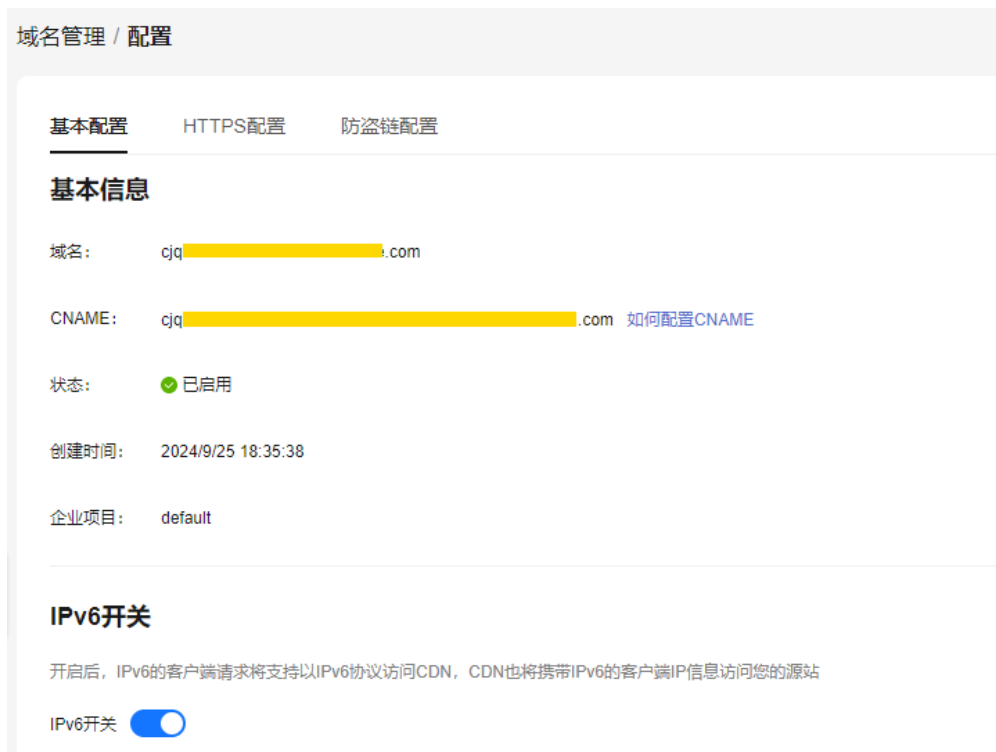 域名管理 / 配置
基本配置 HTTPS配置 防盗链配置
基本信息
域名： cjq .com
CNAME： cjq .com 如何配置CNAME
状态： 已启用
创建时间： 2024/9/25 18:35:38
企业项目： default
IPv6开关
开启后，IPv6的客户端请求将支持以IPv6协议访问CDN，CDN也将携带IPv6的客户端IP信息访问您的源站
IPv6开关